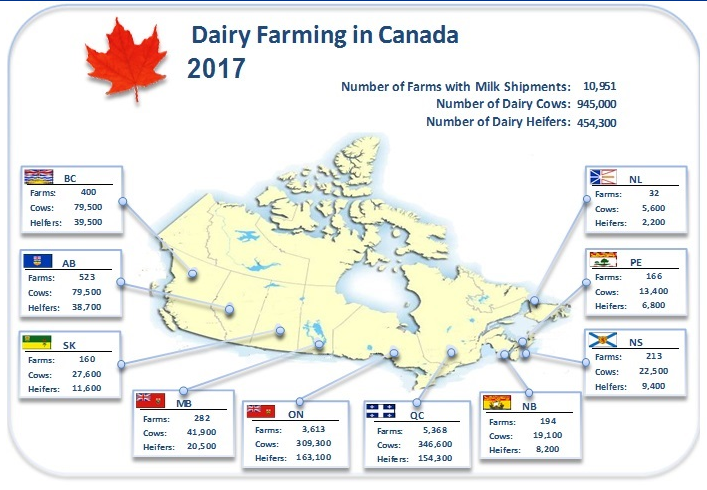 Dairy Farming in Canada
2017
Number of Farms with Milk Shipments: 10,951
Number of Dairy Cows: 945,000
Number of Dairy Heifers: 454,300
BC
Farms: 400
Cows: 79,500
Heifers: 39,500
AB
Farms: 523
Cows: 79,500
Heifers: 38,700
SK
Farms: 160
Cows: 27,600
Heifers: 11,600
MB
Farms: 282
Cows: 41,900
Heifers: 20,500
ON
Farms: 3,613
Cows: 309,300
Heifers: 163,100
QC
Farms: 5,368
Cows: 346,600
Heifers: 154,300
NB
Farms: 194
Cows: 19,100
Heifers: 8,200
NL
Farms: 32
Cows: 5,600
Heifers: 2,200
PE
Farms: 166
Cows: 13,400
Heifers: 6,800
NS
Farms: 213
Cows: 22,500
Heifers: 9,400